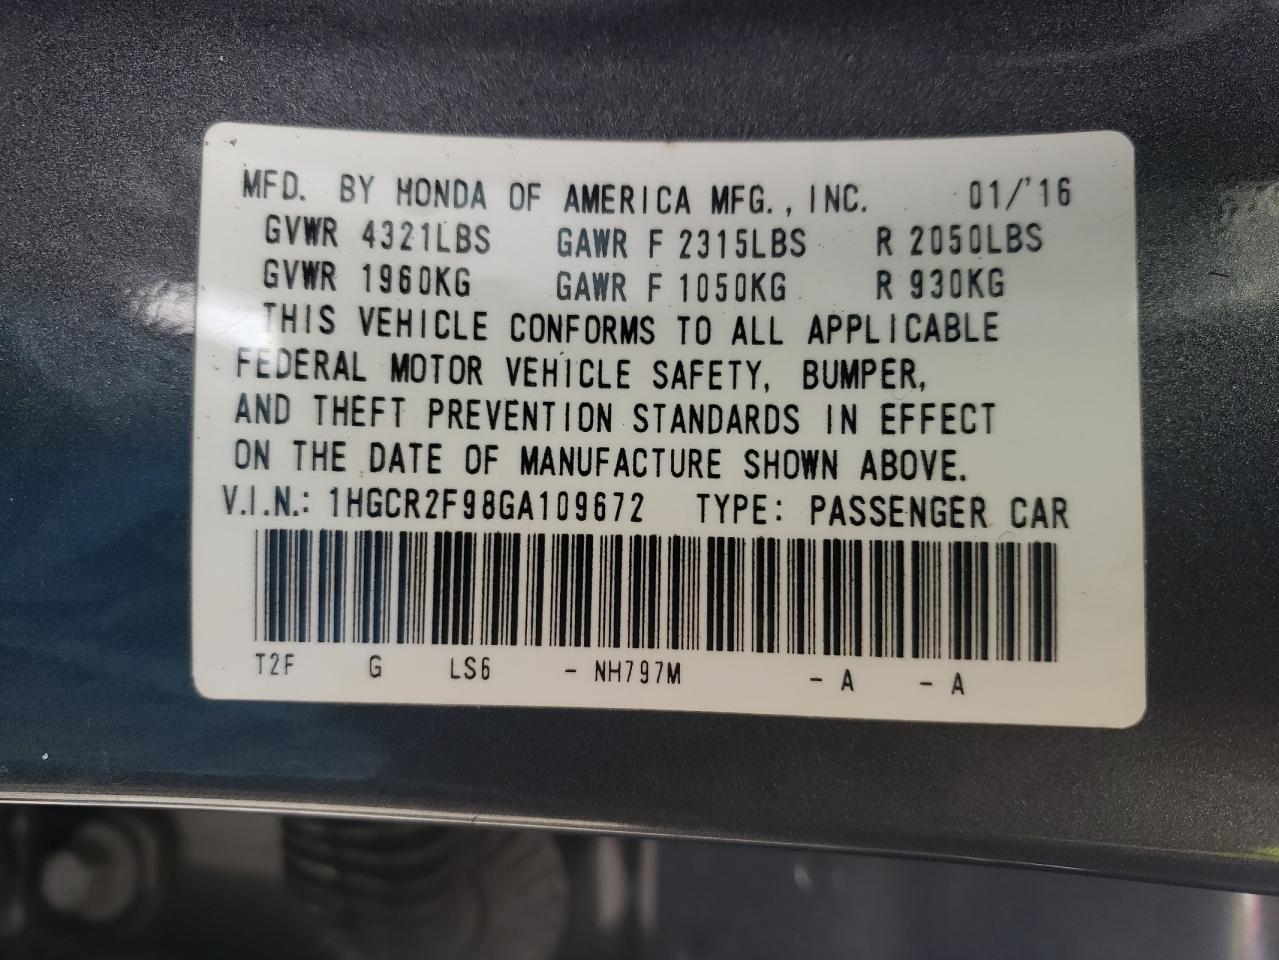 MFD. BY HONDA OF AMERICA MFG., INC. 01/'16
GVWR 4321LBS GAWR F 2315LBS R 2050LBS
GVWR 1960KG GAWR F 1050KG R 930KG
THIS VEHICLE CONFORMS TO ALL APPLICABLE
FEDERAL MOTOR VEHICLE SAFETY, BUMPER,
AND THEFT PREVENTION STANDARDS IN EFFECT
ON THE DATE OF MANUFACTURE SHOWN ABOVE.
V.I.N.: 1HGCR2F98GA109672 TYPE: PASSENGER CAR
T2F G LS6 - NH797M - A - A